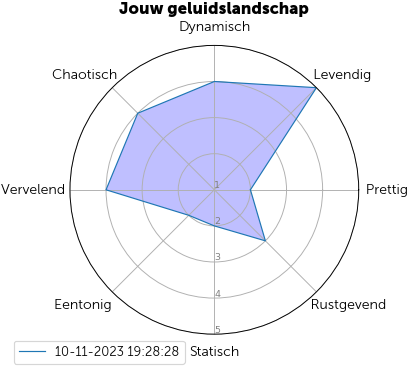 Jouw geluidslandschap
Dynamisch
Chaotisch
Levendig
Vervelend
1
Prettig
2
3
4
Eentonig
Rustgevend
5
10-11-2023 19:28:28
Statisch